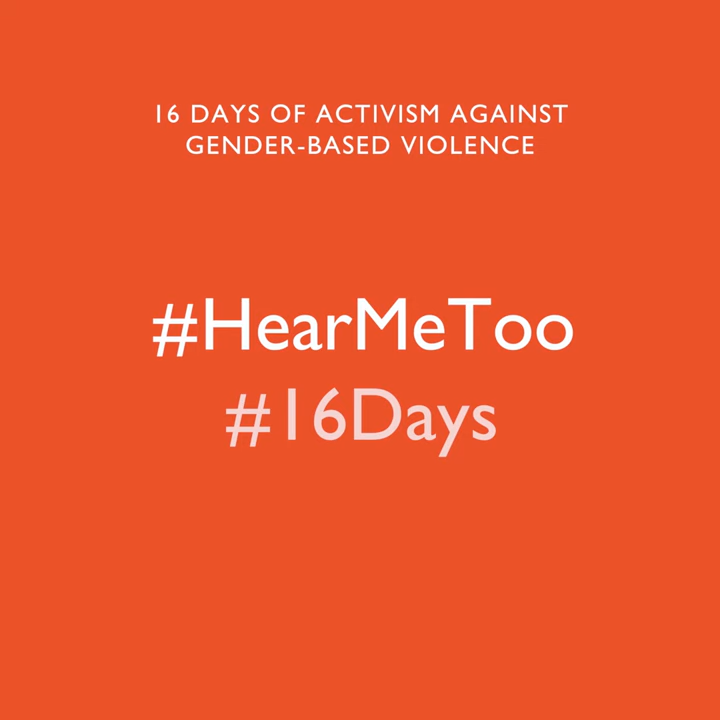 16 DAYS OF ACTIVISM AGAINST
GENDER-BASED VIOLENCE
#HearMeToo
#16Days